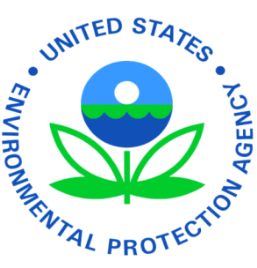 UNITED STATES
ENVIRONMENTAL PROTECTION AGENCY